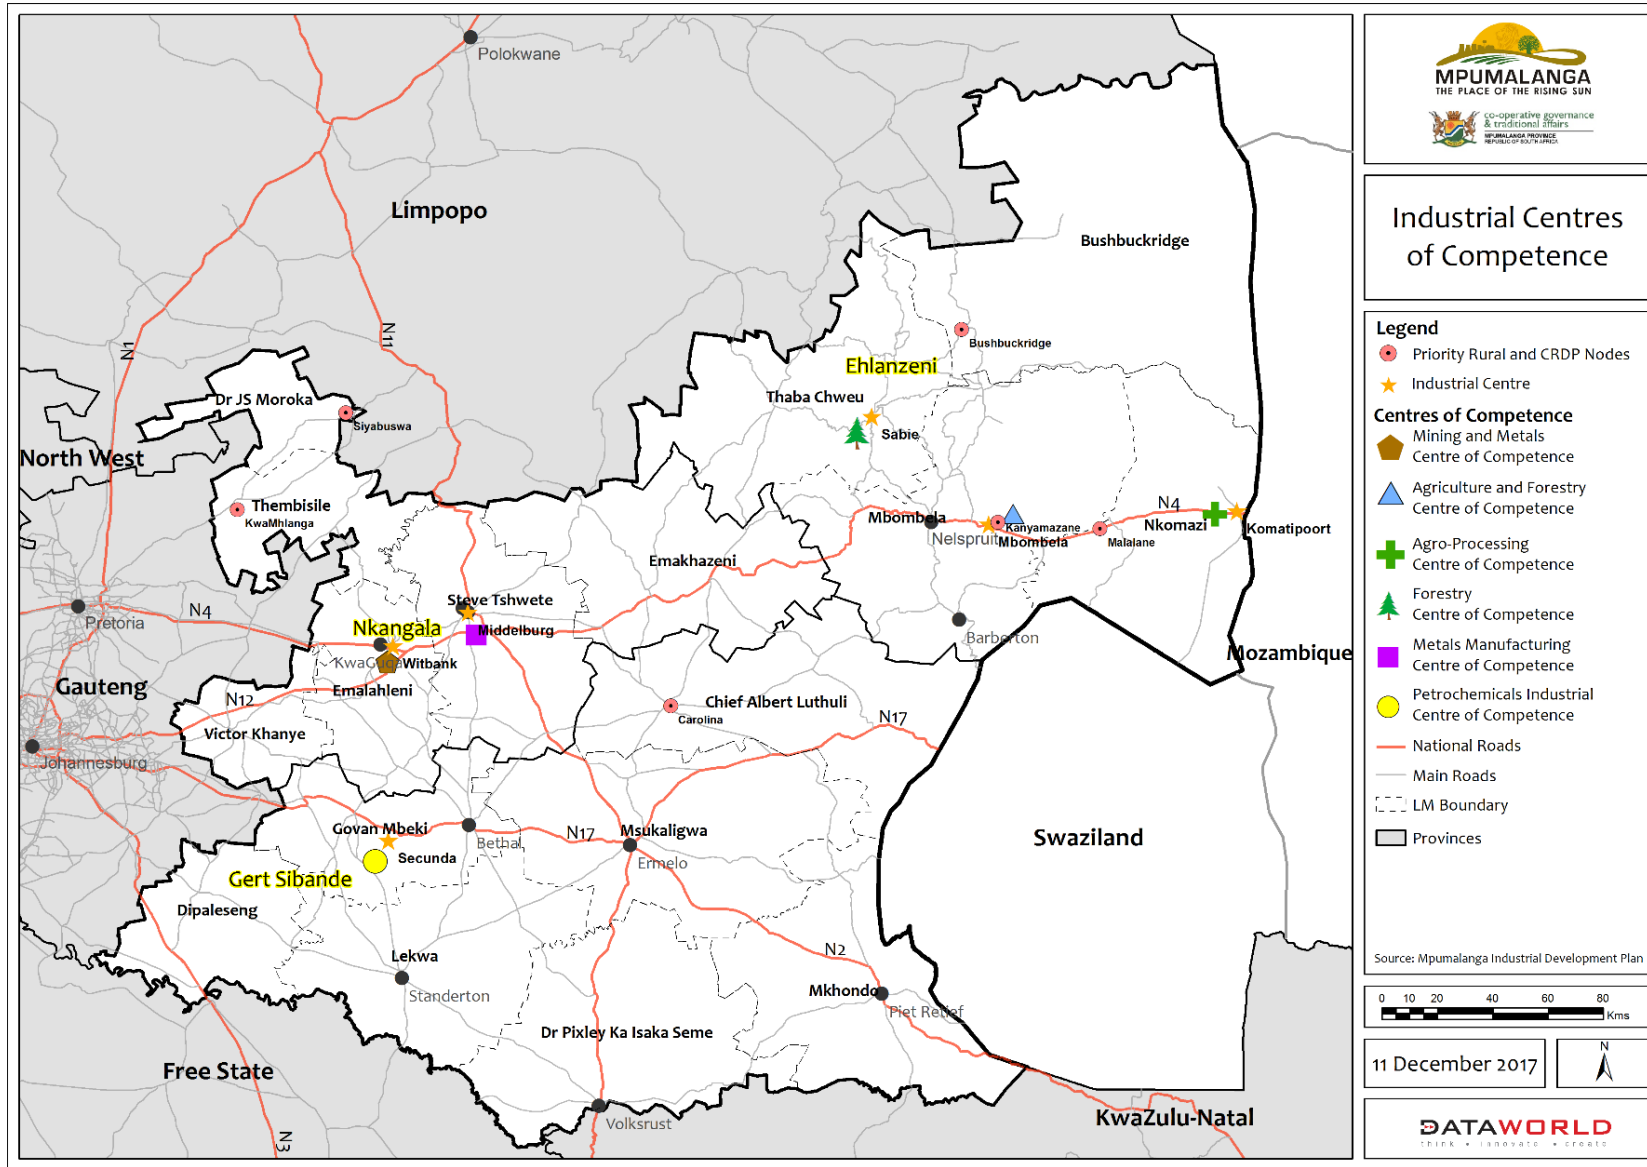 Polokwane
Limpopo
N1
N11
Bushbuckridge
Bushbuckridge
Ehlanzeni
Thaba Chweu
Sabie
Dr JS Moroka
Siyabuswa
North West
Thembisile
KwaMhlanga
N4
Mbombela
Nelspruit
Kanyamazane
Mbombela
Malalane
Nkomazi
Komatipoort
Emakhazeni
Steve Tshwete
N4
Pretoria
Nkangala
Middelburg
KwaGuqa
Witbank
Barberton
Mozambique
Gauteng
Emalahleni
N12
Chief Albert Luthuli
Carolina
N17
Victor Khanye
Johannesburg
Govan Mbeki
Secunda
Bethal
N17
Msukaligwa
Ermelo
Swaziland
Gert Sibande
Dipaleseng
Lekwa
Standerton
N2
Mkhondo
Piet Retief
Dr Pixley Ka Isaka Seme
Free State
N3
Volksrust
KwaZulu-Natal
MPUMALANGA
THE PLACE OF THE RISING SUN
co-operative governance
& traditional affairs
MPUMALANGA PROVINCE
REPUBLIC OF SOUTH AFRICA
Industrial Centres
of Competence
Legend
Priority Rural and CRDP Nodes
Industrial Centre
Centres of Competence
Mining and Metals
Centre of Competence
Agriculture and Forestry
Centre of Competence
Agro-Processing
Centre of Competence
Forestry
Centre of Competence
Metals Manufacturing
Centre of Competence
Petrochemicals Industrial
Centre of Competence
National Roads
Main Roads
LM Boundary
Provinces
Source: Mpumalanga Industrial Development Plan
0 10 20 40 60 80
Kms
11 December 2017
N
DATAWORLD
think • innovate • create